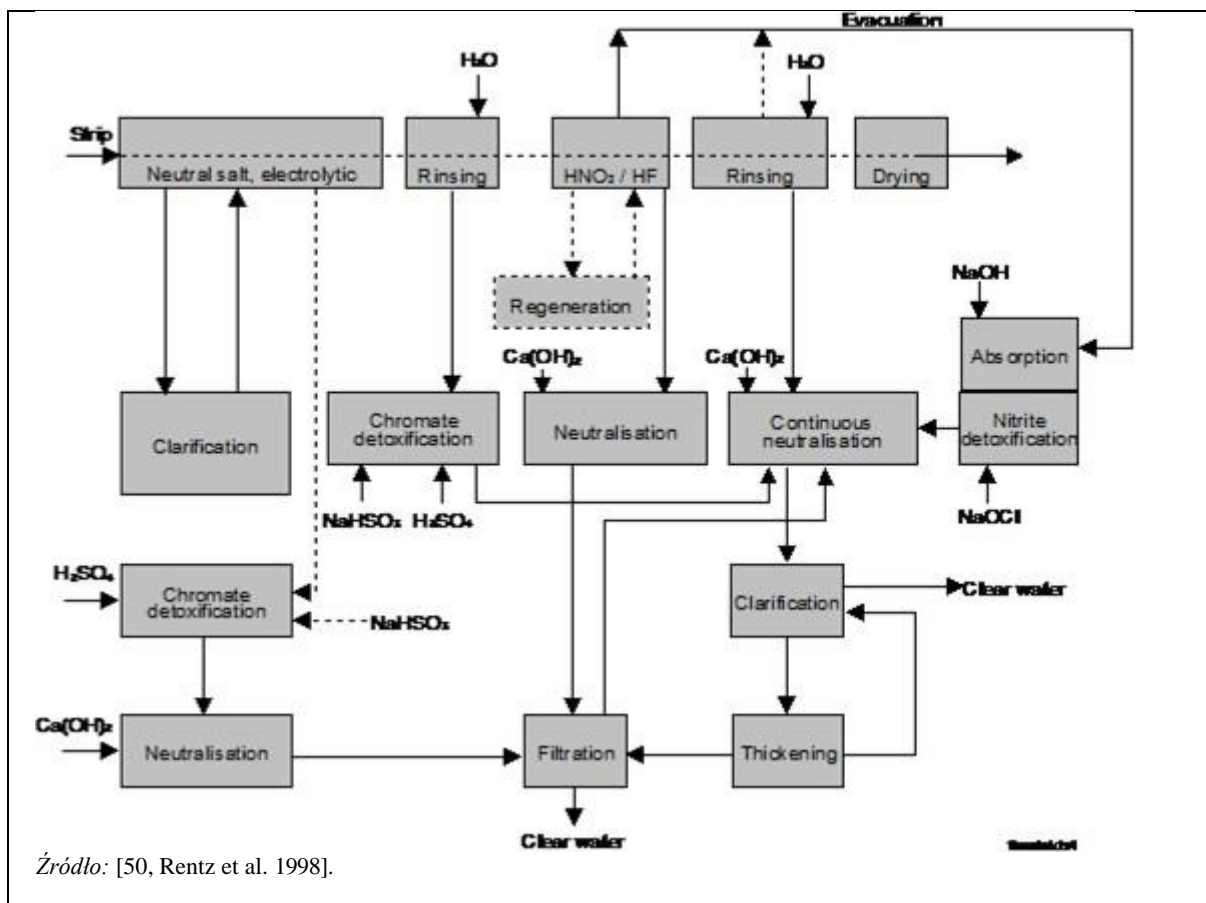 Evacuation
H₂O
H₂O
Strip
Neutral salt, electrolytic
Rinsing
HNO₃ / HF
Rinsing
Drying
Regeneration
NaOH
Absorption
Ca(OH)₂
Ca(OH)₂
Clarification
Chromate
detoxification
Neutralisation
Continuous
neutralisation
Nitrite
detoxification
NaHSO₃
H₂SO₄
NaOCl
H₂SO₄
Chromate
detoxification
NaHSO₃
Clarification
Clear water
Ca(OH)₂
Neutralisation
Filtration
Thickening
Clear water
Źródło: [50, Rentz et al. 1998].